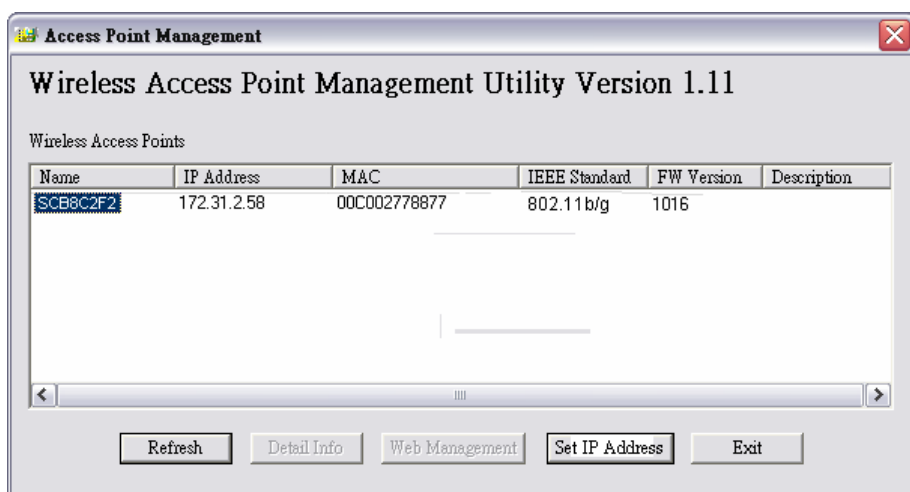 Access Point Management
Wireless Access Point Management Utility Version 1.11
Wireless Access Points
Name IP Address MAC IEEE Standard FW Version Description
SCB8C2F2 172.31.2.58 00C002778877 802.11b/g 1016
Refresh Detail Info Web Management Set IP Address Exit